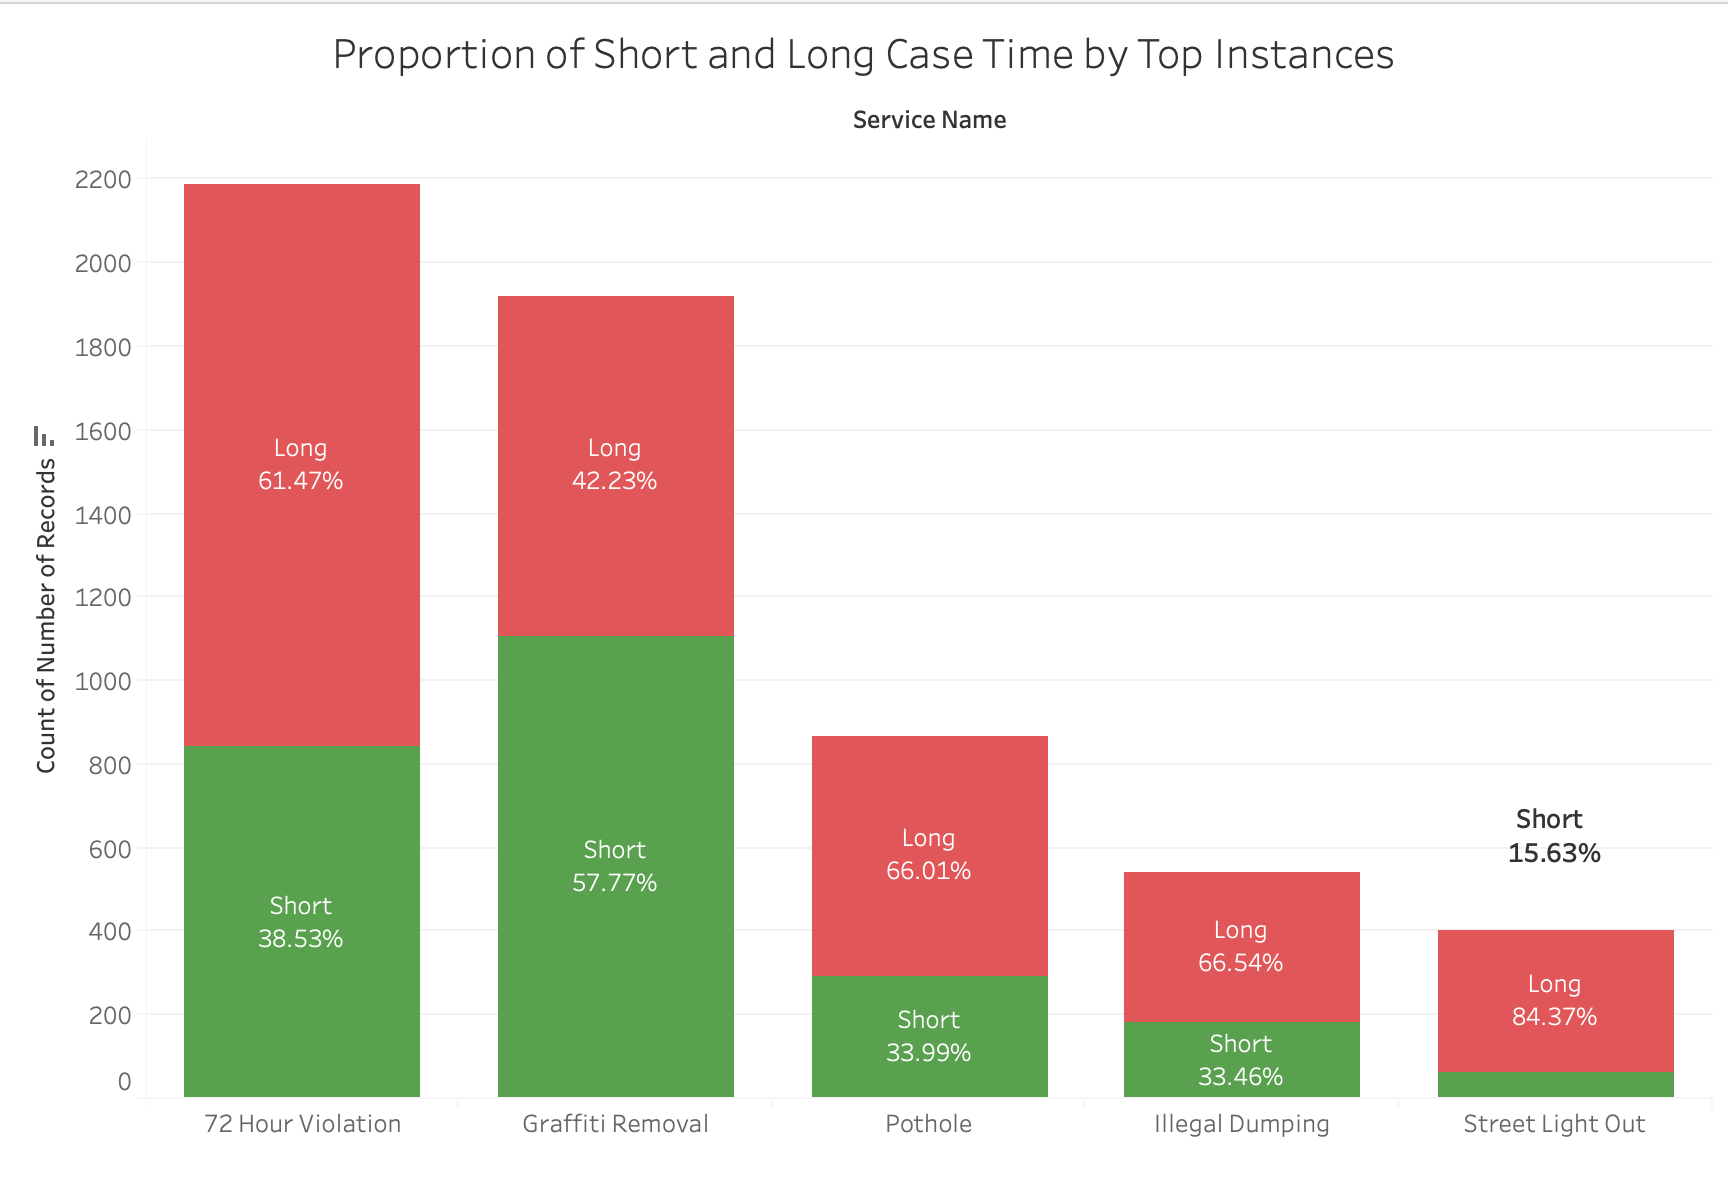 Proportion of Short and Long Case Time by Top Instances
Service Name
Count of Number of Records
2200
2000
1800
1600
1400
1200
1000
800
600
400
200
0
Long
61.47%
Short
38.53%
Long
42.23%
Short
57.77%
Long
66.01%
Short
33.99%
Long
66.54%
Short
33.46%
Short
15.63%
Long
84.37%
72 Hour Violation
Graffiti Removal
Pothole
Illegal Dumping
Street Light Out